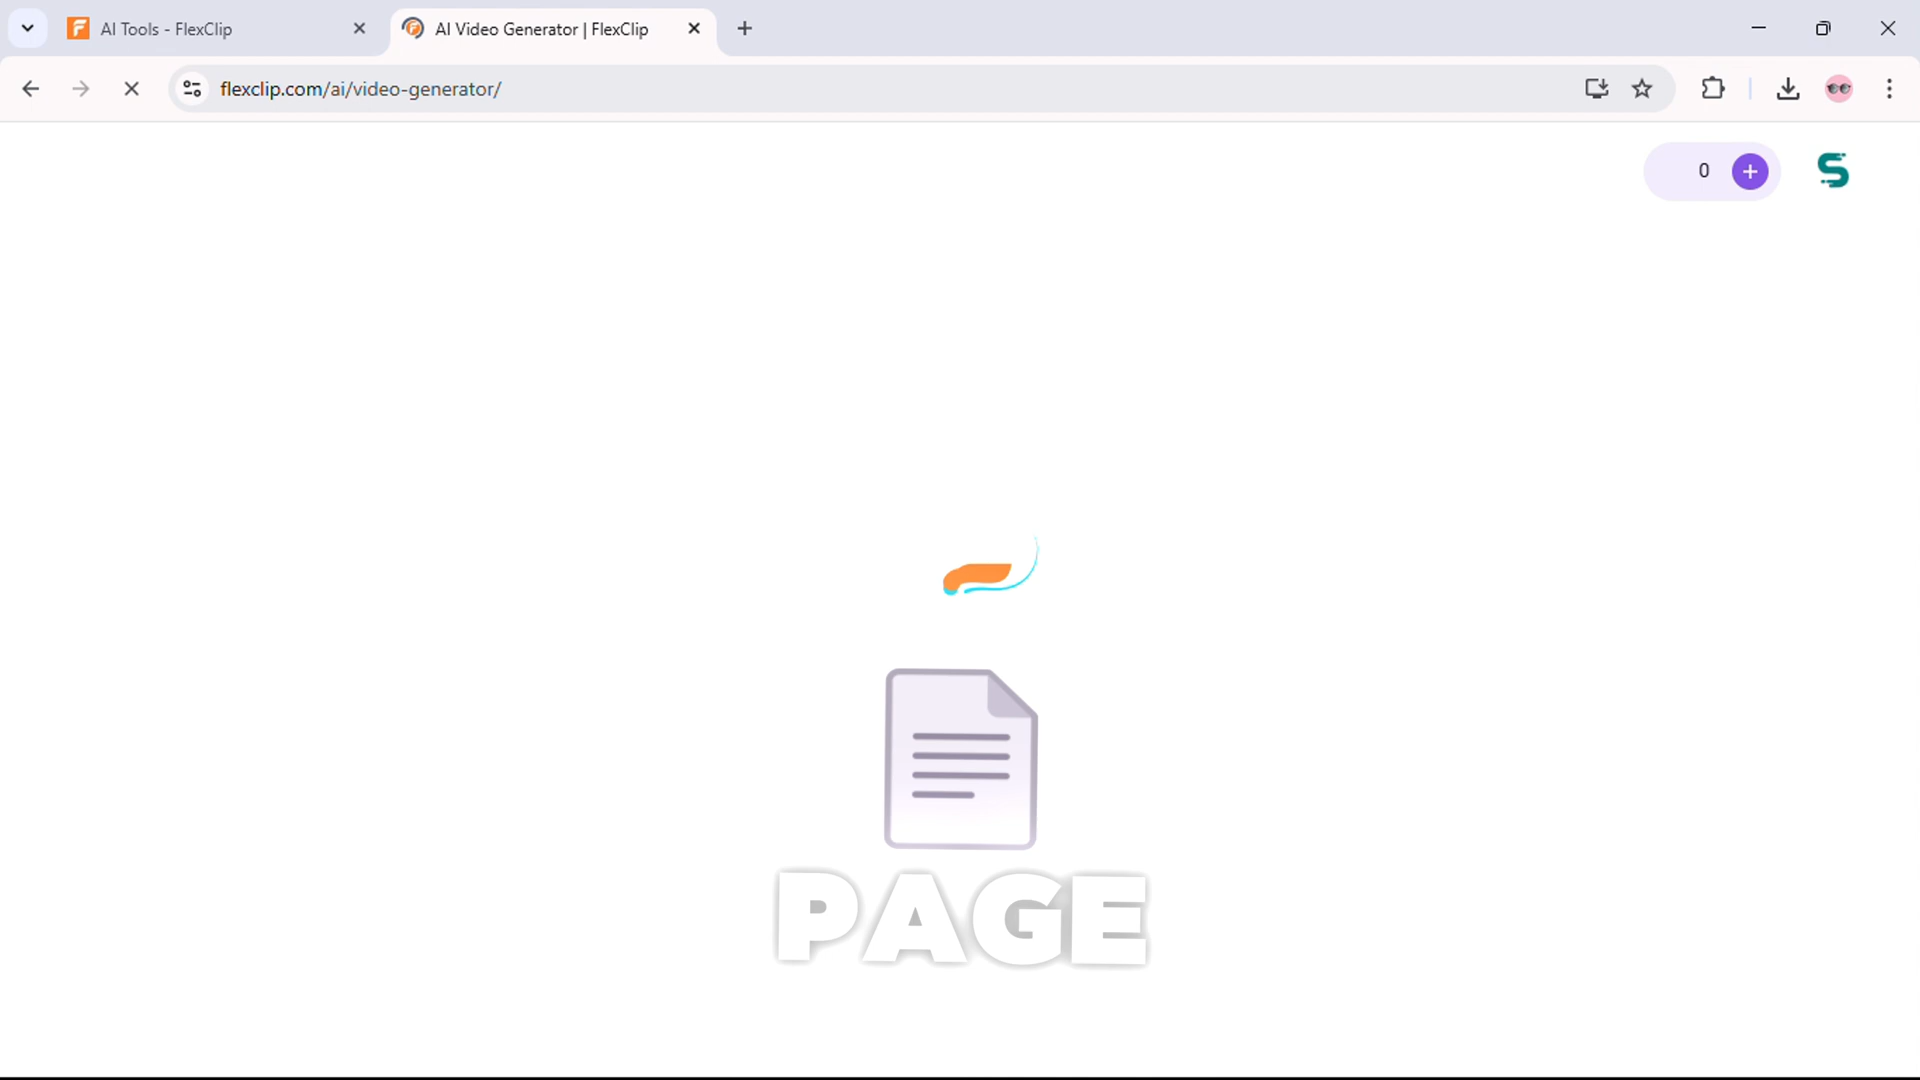 AI Tools - FlexClip
AI Video Generator | FlexClip
flexclip.com/ai/video-generator/
0
PAGE